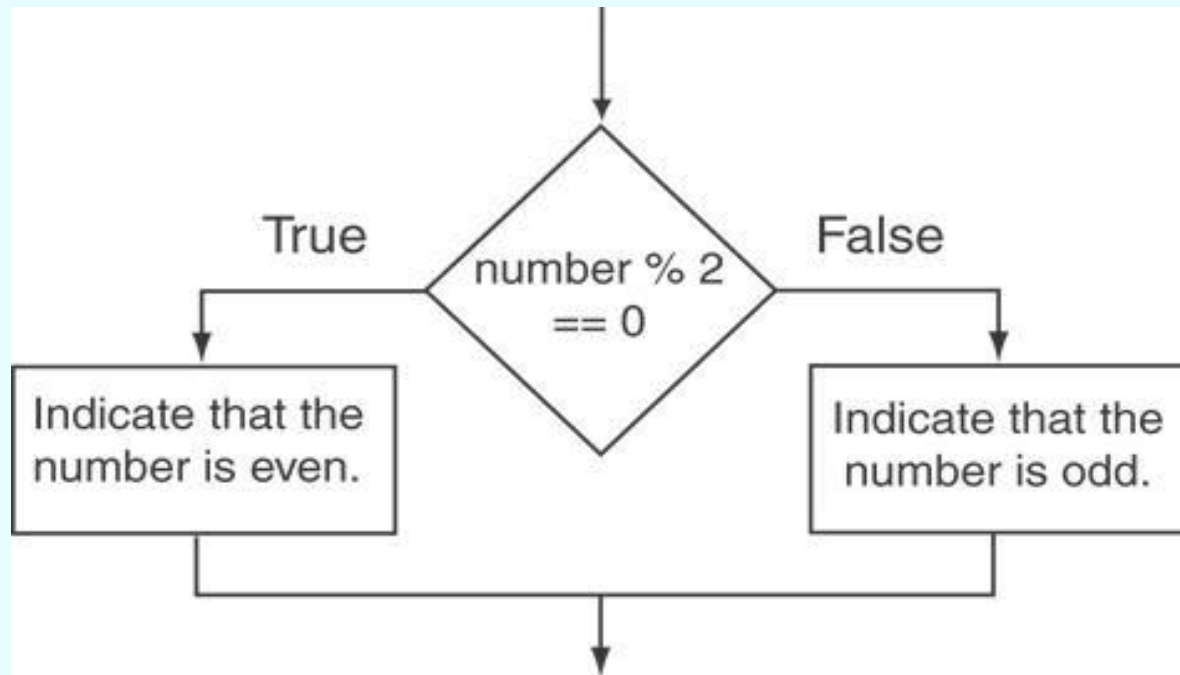 True
False
number % 2
== 0
Indicate that the
number is even.
Indicate that the
number is odd.